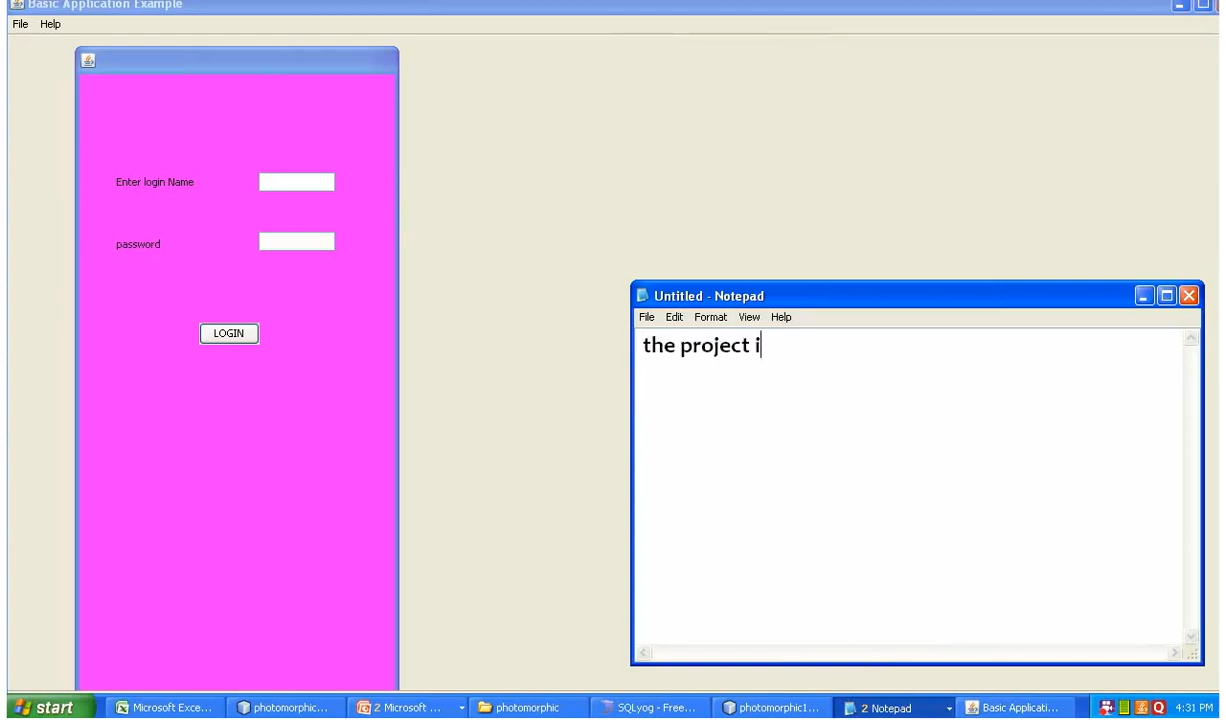 Basic Application Example
File Help
Enter login Name
password
LOGIN
Untitled - Notepad
File Edit Format View Help
the project i
start Microsoft Exce... photomorphic... 2 Microsoft ... photomorphic SQLyog - Free... photomorphic1... 2 Notepad Basic Applicati... 4:31 PM